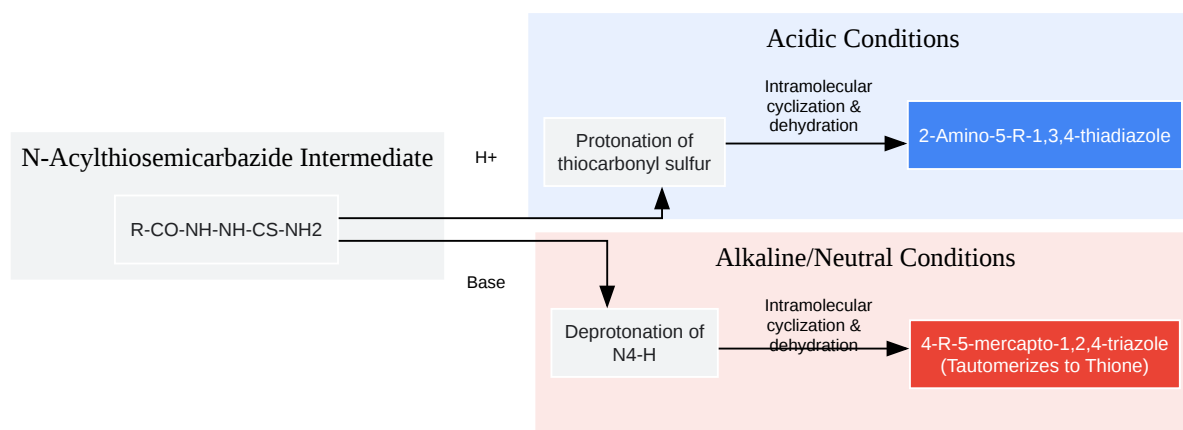 Acidic Conditions
Intramolecular
cyclization &
dehydration
2-Amino-5-R-1,3,4-thiadiazole
Protonation of
thiocarbonyl sulfur
N-Acylthiosemicarbazide Intermediate
H+
R-CO-NH-NH-CS-NH2
Base
Alkaline/Neutral Conditions
Intramolecular
cyclization &
dehydration
Deprotonation of
N4-H
4-R-5-mercapto-1,2,4-triazole
(Tautomerizes to Thione)